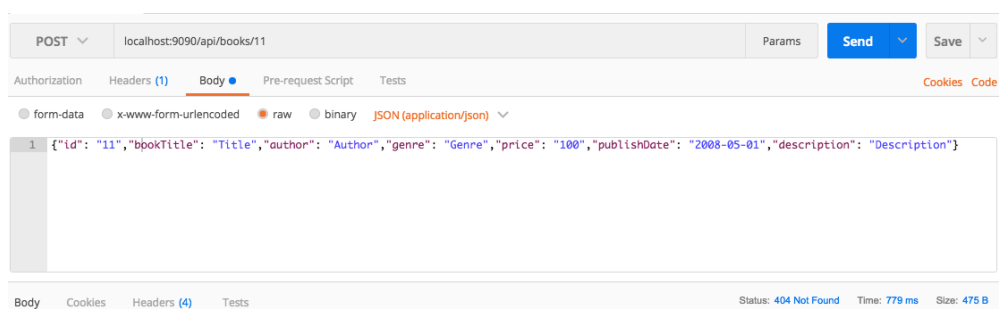 POST localhost:9090/api/books/11 Params Send Save
Authorization Headers (1) Body Pre-request Script Tests Cookies Code
form-data x-www-form-urlencoded raw binary JSON (application/json)
1 {"id": "11","bookTitle": "Title","author": "Author","genre": "Genre","price": "100","publishDate": "2008-05-01","description": "Description"}
Body Cookies Headers (4) Tests Status: 404 Not Found Time: 779 ms Size: 475 B